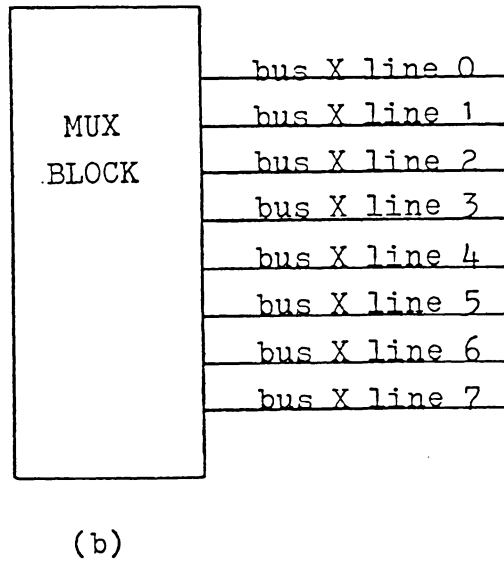 bus X line 0
bus X line 1
MUX
bus X line 2
.BLOCK
bus X line 3
bus X line 4
bus X line 5
bus X line 6
bus X line 7
(b)